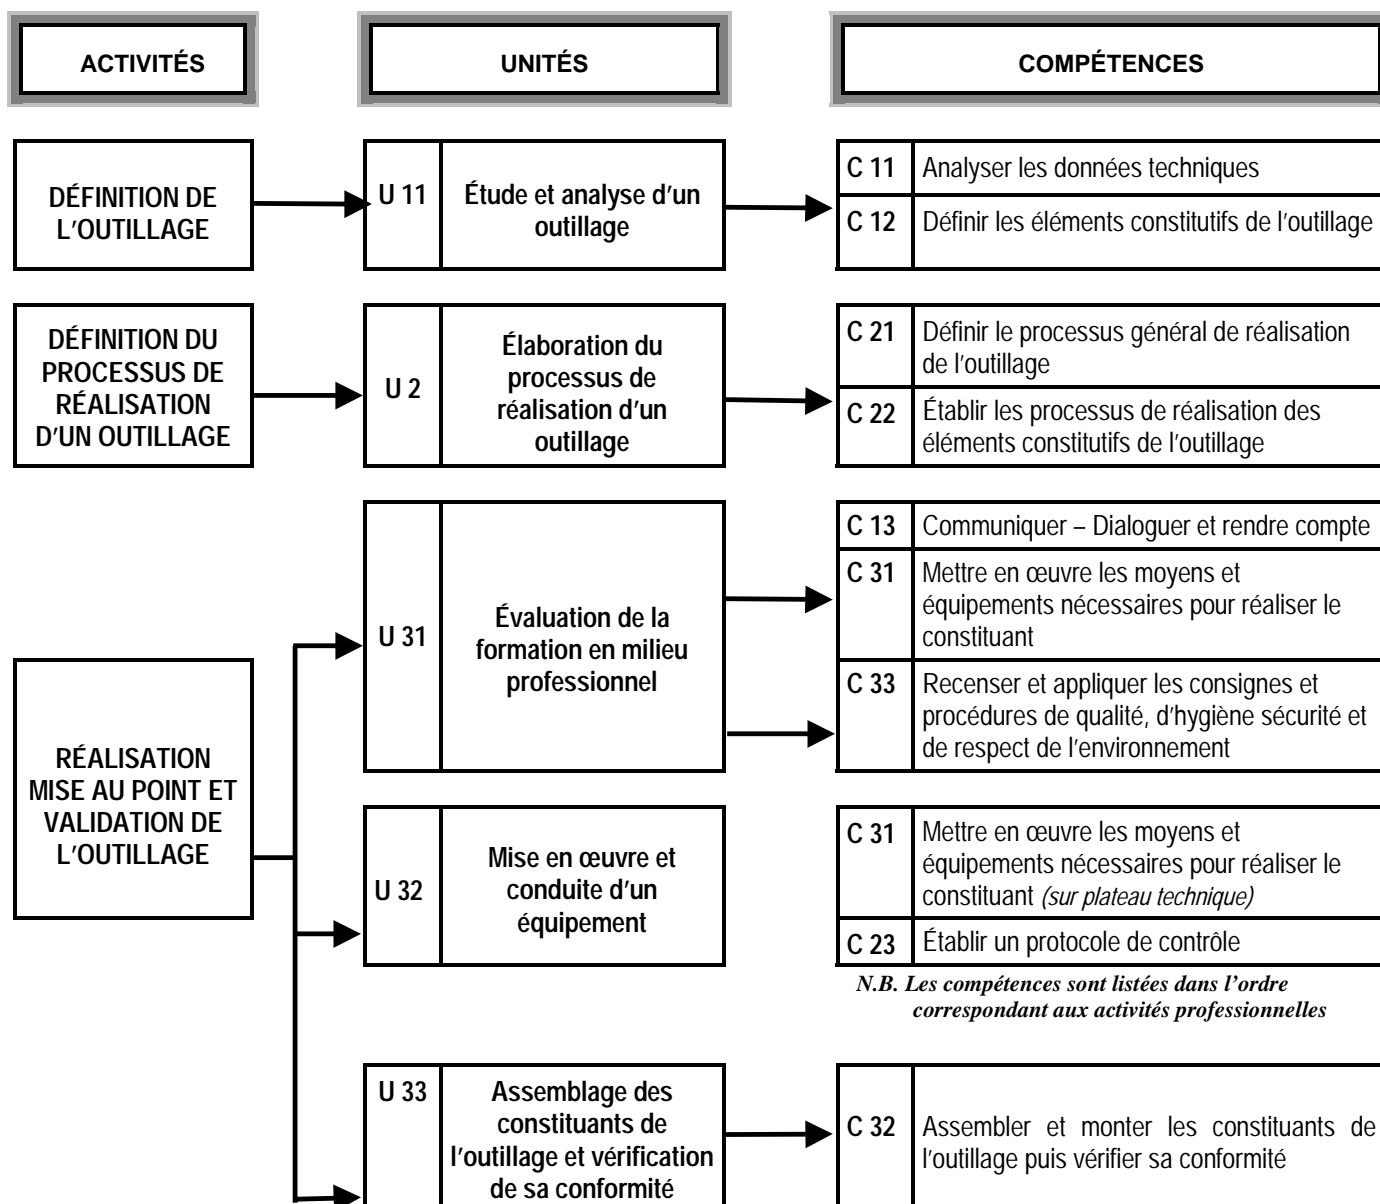 ACTIVITÉS
UNITÉS
COMPÉTENCES
DÉFINITION DE
L'OUTILLAGE
U 11
Étude et analyse d'un
outillage
C 11
Analyser les données techniques
C 12
Définir les éléments constitutifs de l'outillage
DÉFINITION DU
PROCESSUS DE
RÉALISATION
D'UN OUTILLAGE
U 2
Élaboration du
processus de
réalisation d'un
outillage
C 21
Définir le processus général de réalisation
de l'outillage
C 22
Établir les processus de réalisation des
éléments constitutifs de l'outillage
RÉALISATION
MISE AU POINT ET
VALIDATION DE
L'OUTILLAGE
U 31
Évaluation de la
formation en milieu
professionnel
C 13
Communiquer – Dialoguer et rendre compte
C 31
Mettre en œuvre les moyens et
équipements nécessaires pour réaliser le
constituant
C 33
Recenser et appliquer les consignes et
procédures de qualité, d'hygiène sécurité et
de respect de l'environnement
U 32
Mise en œuvre et
conduite d'un
équipement
C 31
Mettre en œuvre les moyens et
équipements nécessaires pour réaliser le
constituant (sur plateau technique)
C 23
Établir un protocole de contrôle
N.B. Les compétences sont listées dans l'ordre
correspondant aux activités professionnelles
U 33
Assemblage des
constituants de
l'outillage et vérification
de sa conformité
C 32
Assembler et monter les constituants de
l'outillage puis vérifier sa conformité